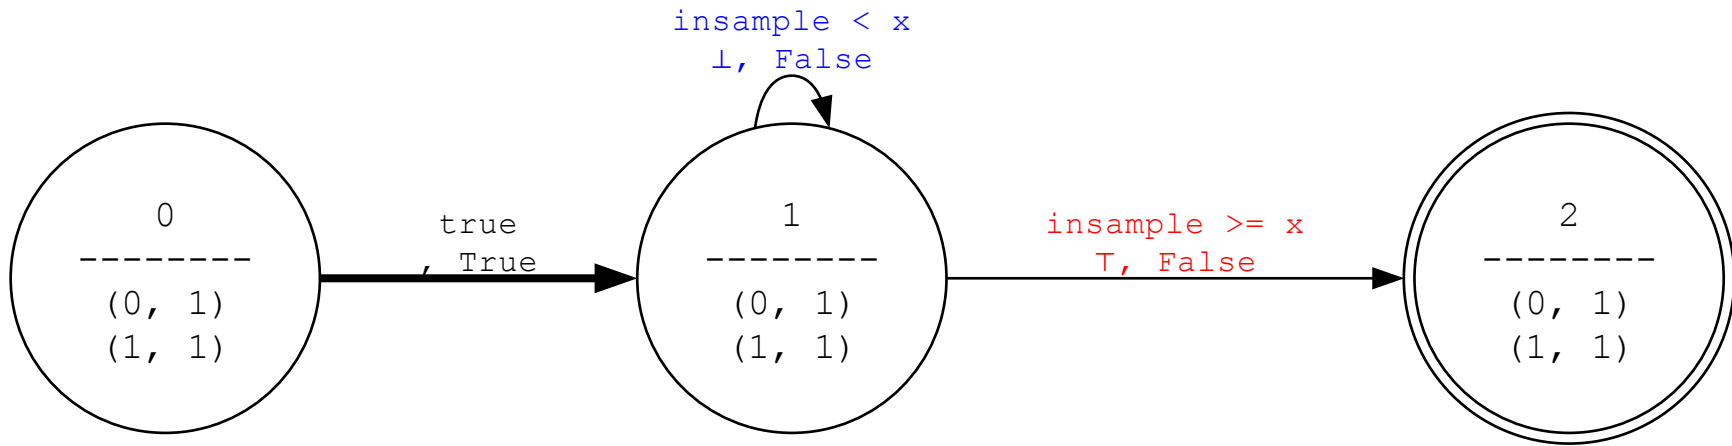 insample < x
⊥, False
0
--------
(0, 1)
(1, 1)
true
, True
1
--------
(0, 1)
(1, 1)
insample >= x
⊤, False
2
--------
(0, 1)
(1, 1)